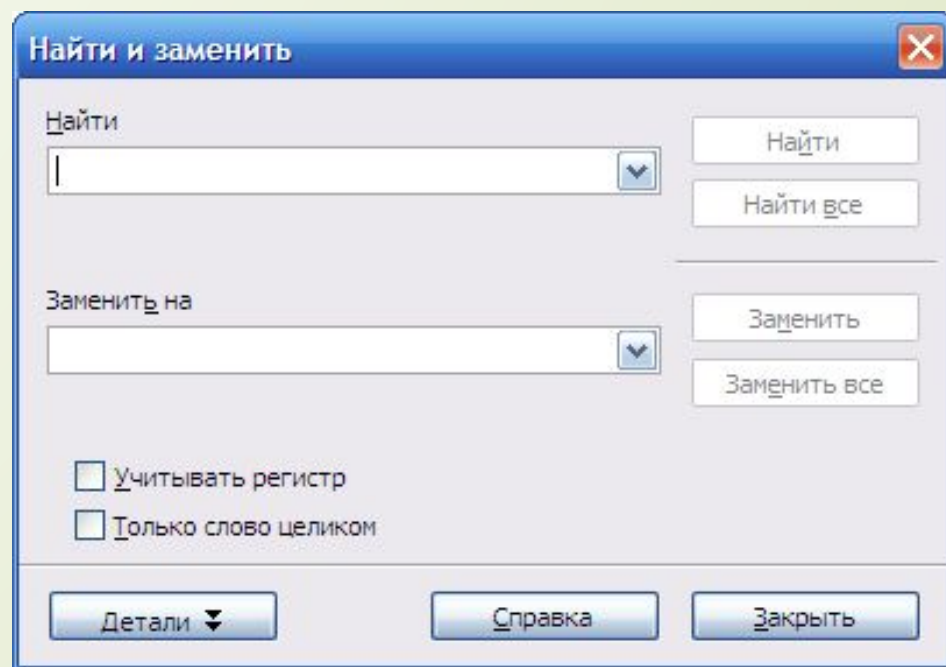 Найти и заменить
Найти
Найти
Найти все
Заменить на
Заменить
Заменить все
Учитывать регистр
Только слово целиком
Детали
Справка
Закрыть